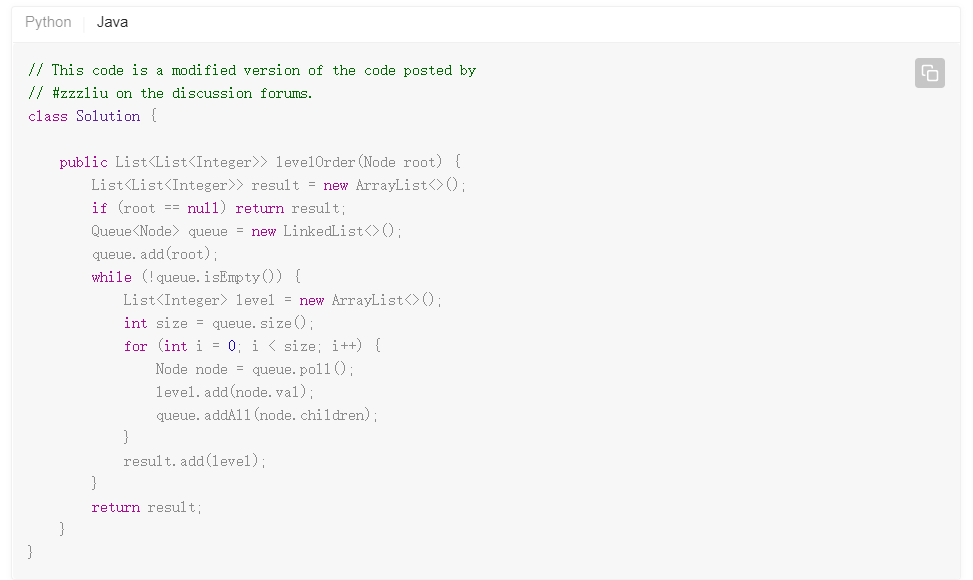 Python Java
// This code is a modified version of the code posted by
// #zzzliu on the discussion forums.
class Solution {
    public List<List<Integer>> levelOrder(Node root) {
        List<List<Integer>> result = new ArrayList<>();
        if (root == null) return result;
        Queue<Node> queue = new LinkedList<>();
        queue.add(root);
        while (!queue.isEmpty()) {
            List<Integer> level = new ArrayList<>();
            int size = queue.size();
            for (int i = 0; i < size; i++) {
                Node node = queue.poll();
                level.add(node.val);
                queue.addAll(node.children);
            }
            result.add(level);
        }
        return result;
    }
}